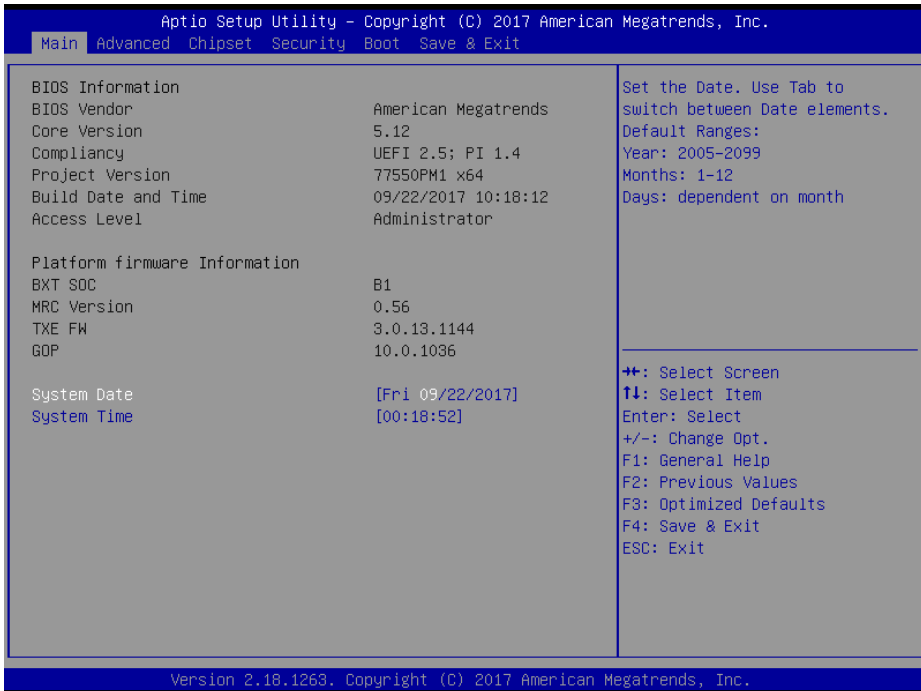 Aptio Setup Utility – Copyright (C) 2017 American Megatrends, Inc.
Main Advanced Chipset Security Boot Save & Exit
BIOS Information
BIOS Vendor American Megatrends
Core Version 5.12
Compliancy UEFI 2.5; PI 1.4
Project Version 77550PM1 x64
Build Date and Time 09/22/2017 10:18:12
Access Level Administrator
Platform firmware Information
BXT SOC B1
MRC Version 0.56
TXE FW 3.0.13.1144
GOP 10.0.1036
System Date [Fri 09/22/2017]
System Time [00:18:52]
Set the Date. Use Tab to
switch between Date elements.
Default Ranges:
Year: 2005-2099
Months: 1-12
Days: dependent on month
→←: Select Screen
↑↓: Select Item
Enter: Select
+/-: Change Opt.
F1: General Help
F2: Previous Values
F3: Optimized Defaults
F4: Save & Exit
ESC: Exit
Version 2.18.1263. Copyright (C) 2017 American Megatrends, Inc.